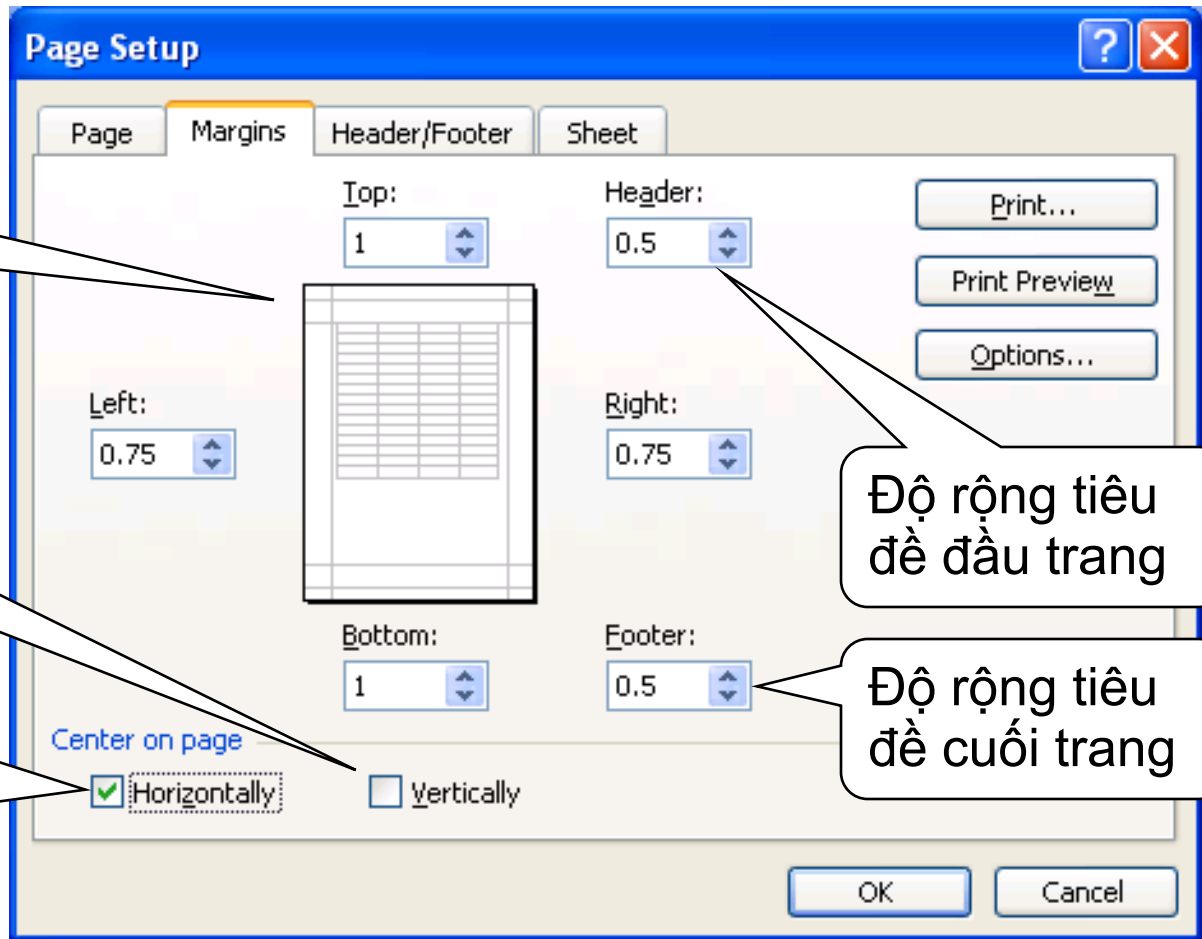 Page Setup
Page Margins Header/Footer Sheet
Top: Header:
1 0.5
Print...
Print Preview
Options...
Left: Right:
0.75 0.75
Độ rộng tiêu
đề đầu trang
Bottom: Footer:
1 0.5
Độ rộng tiêu
đề cuối trang
Center on page
Horizontally Vertically
OK Cancel